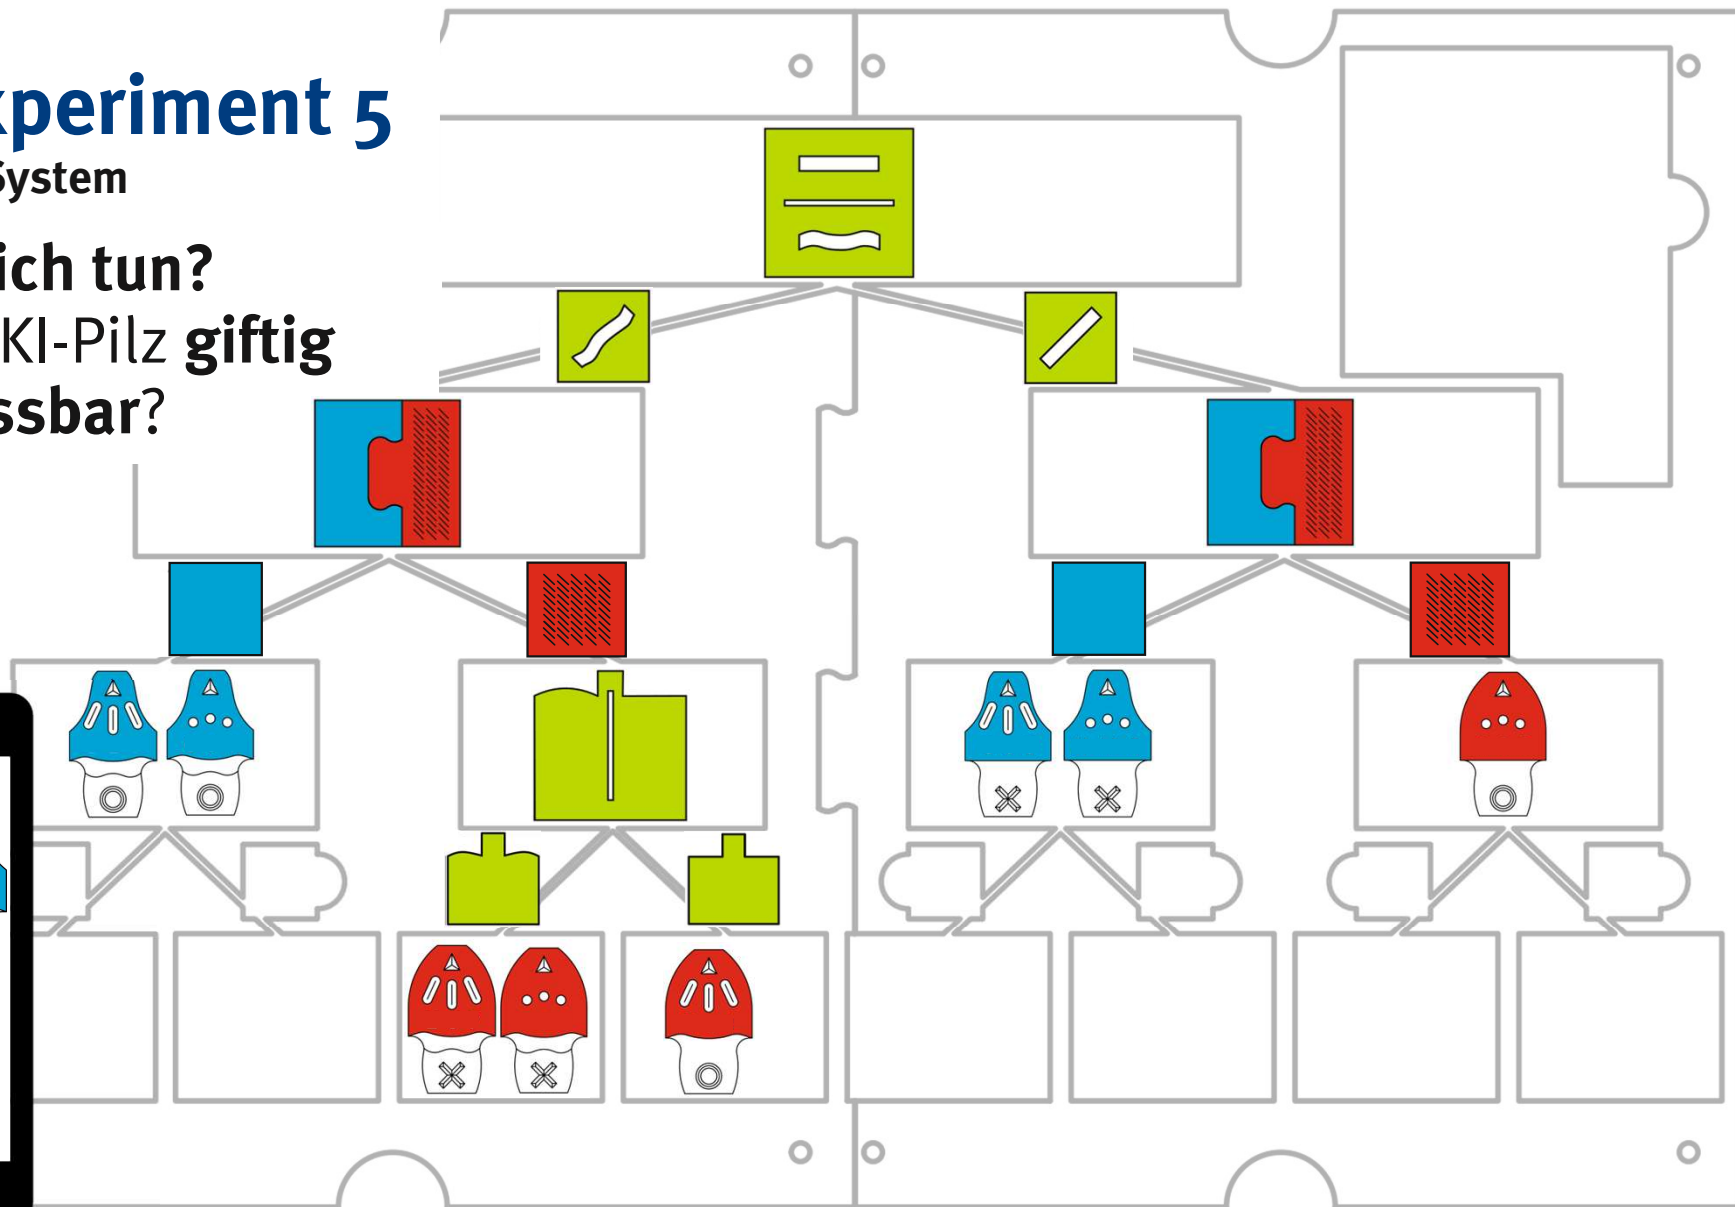 xperiment 5
System
ich tun?
KI-Pilz giftig
ssbar?